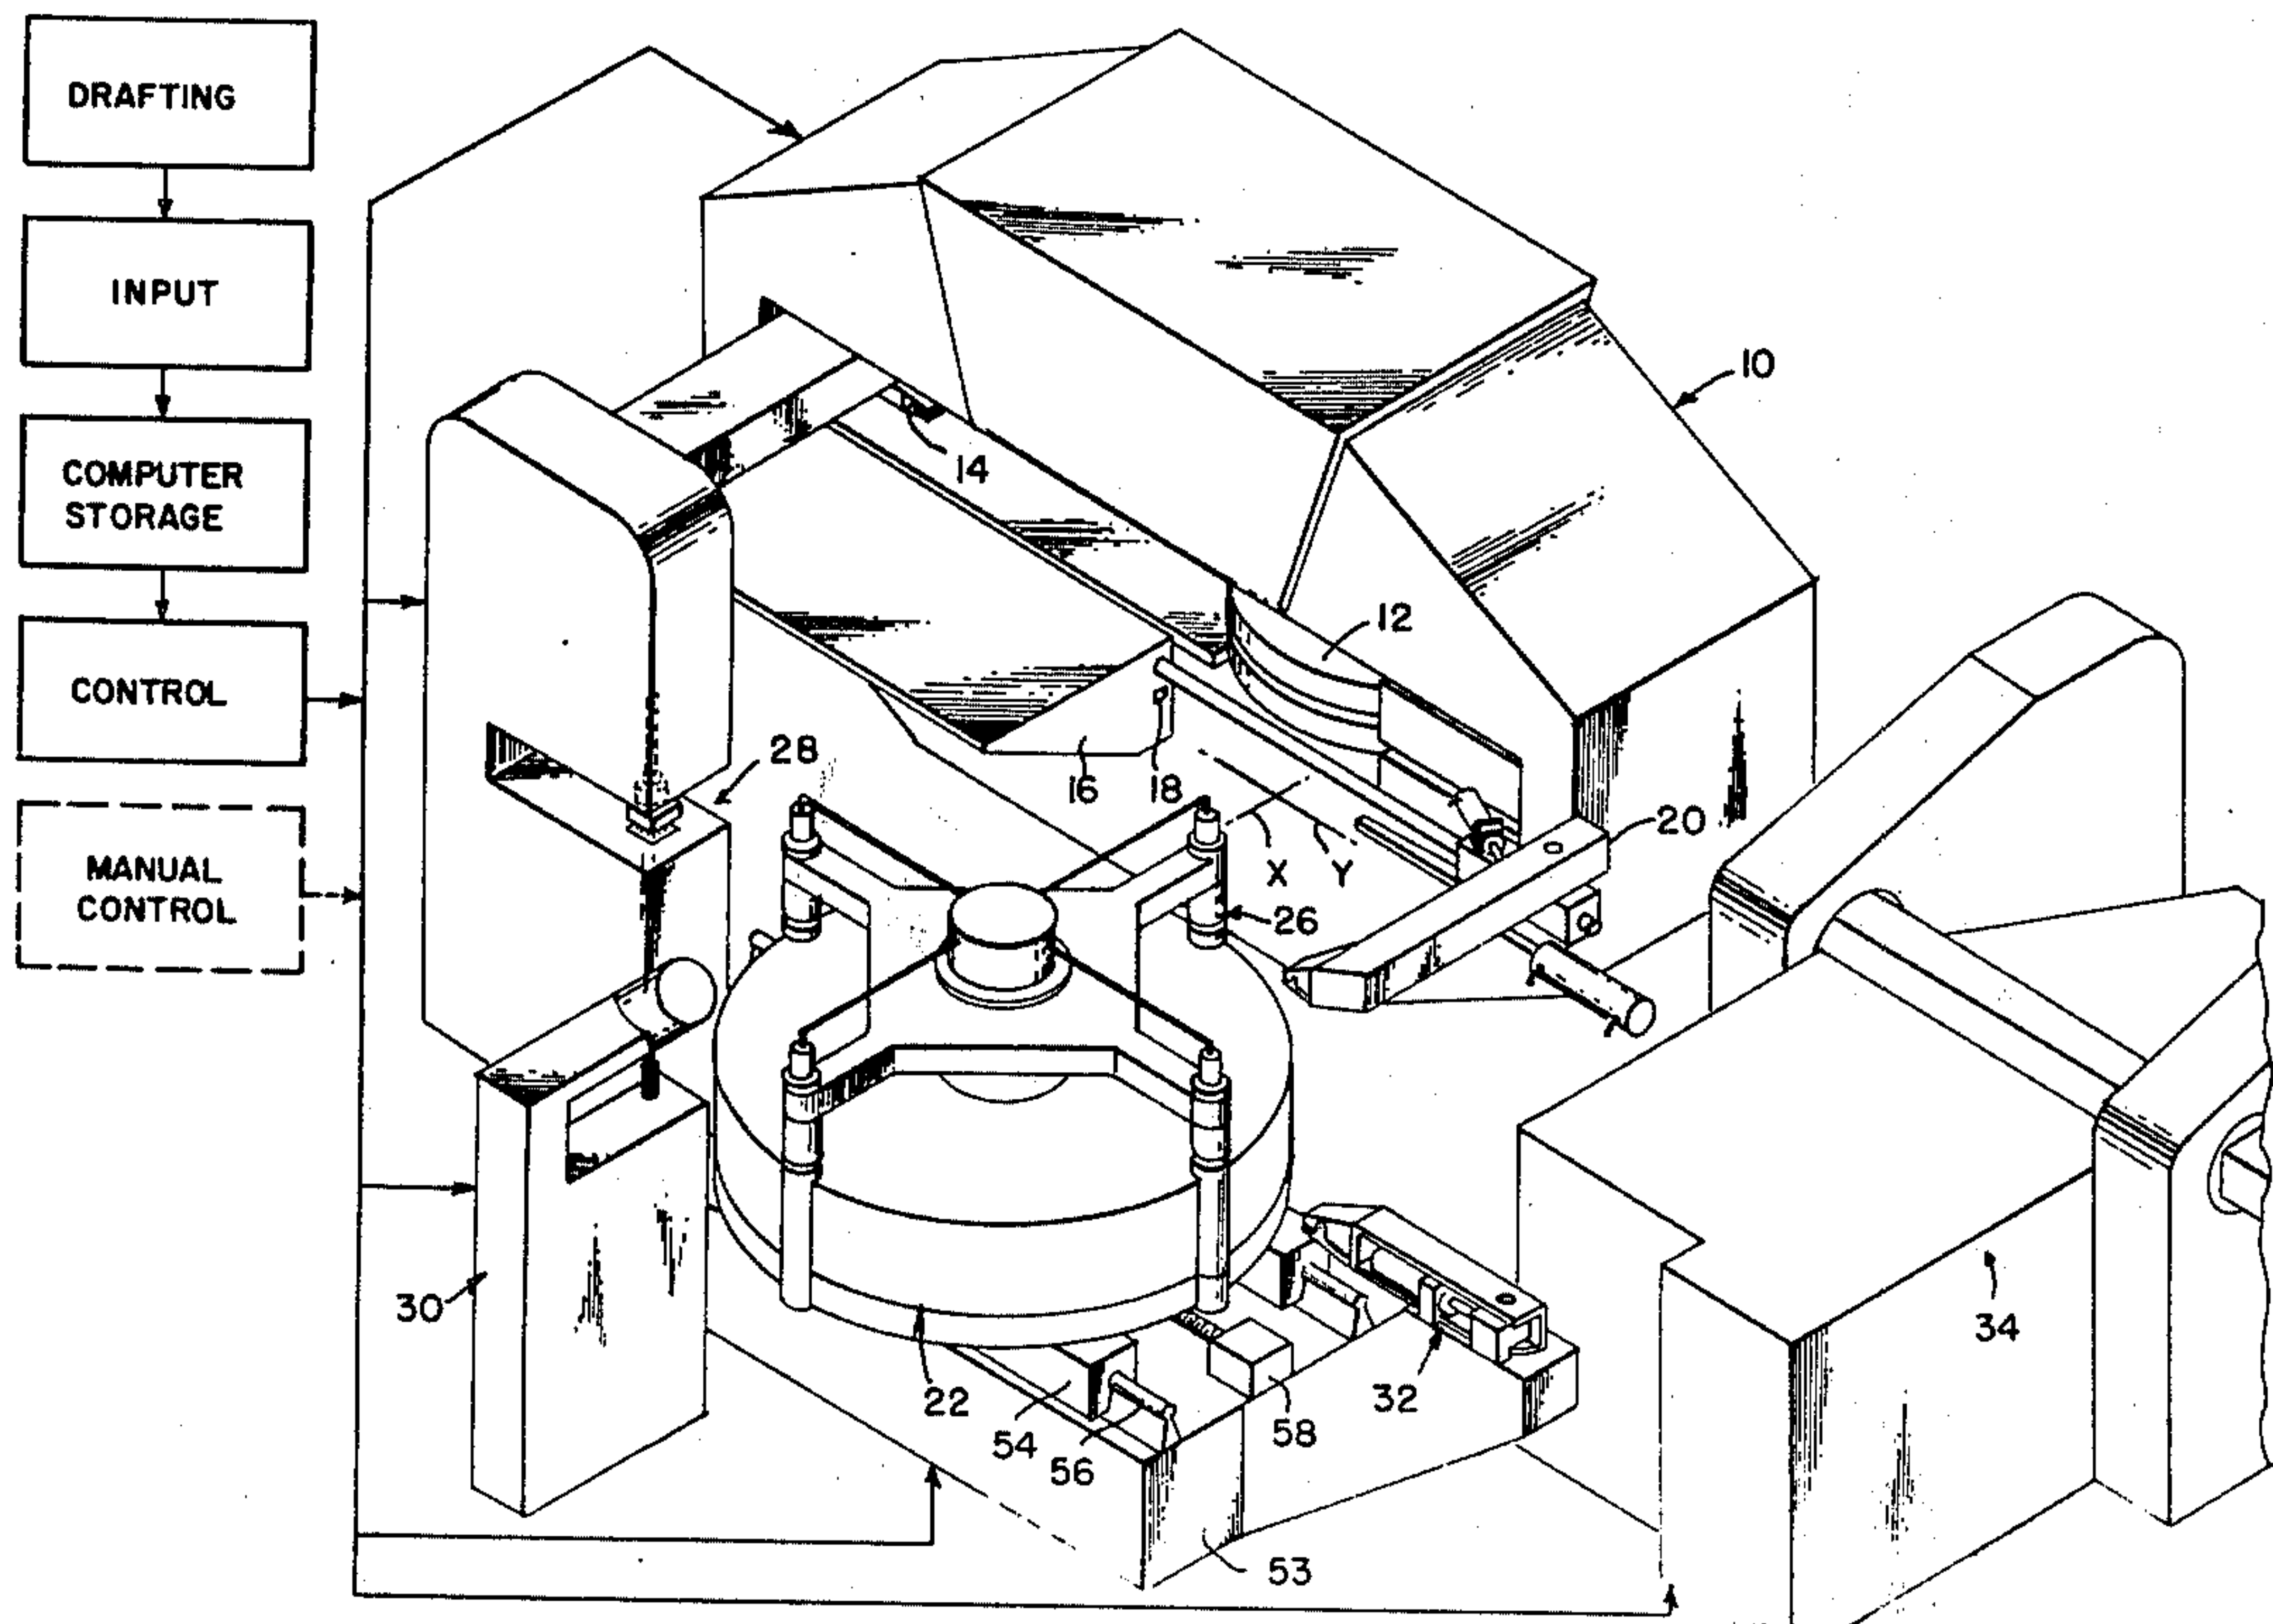 DRAFTING
INPUT
COMPUTER
STORAGE
CONTROL
MANUAL
CONTROL
10
14
12
28
16
18
20
X
Y
26
30
22
54
56
58
32
34
53